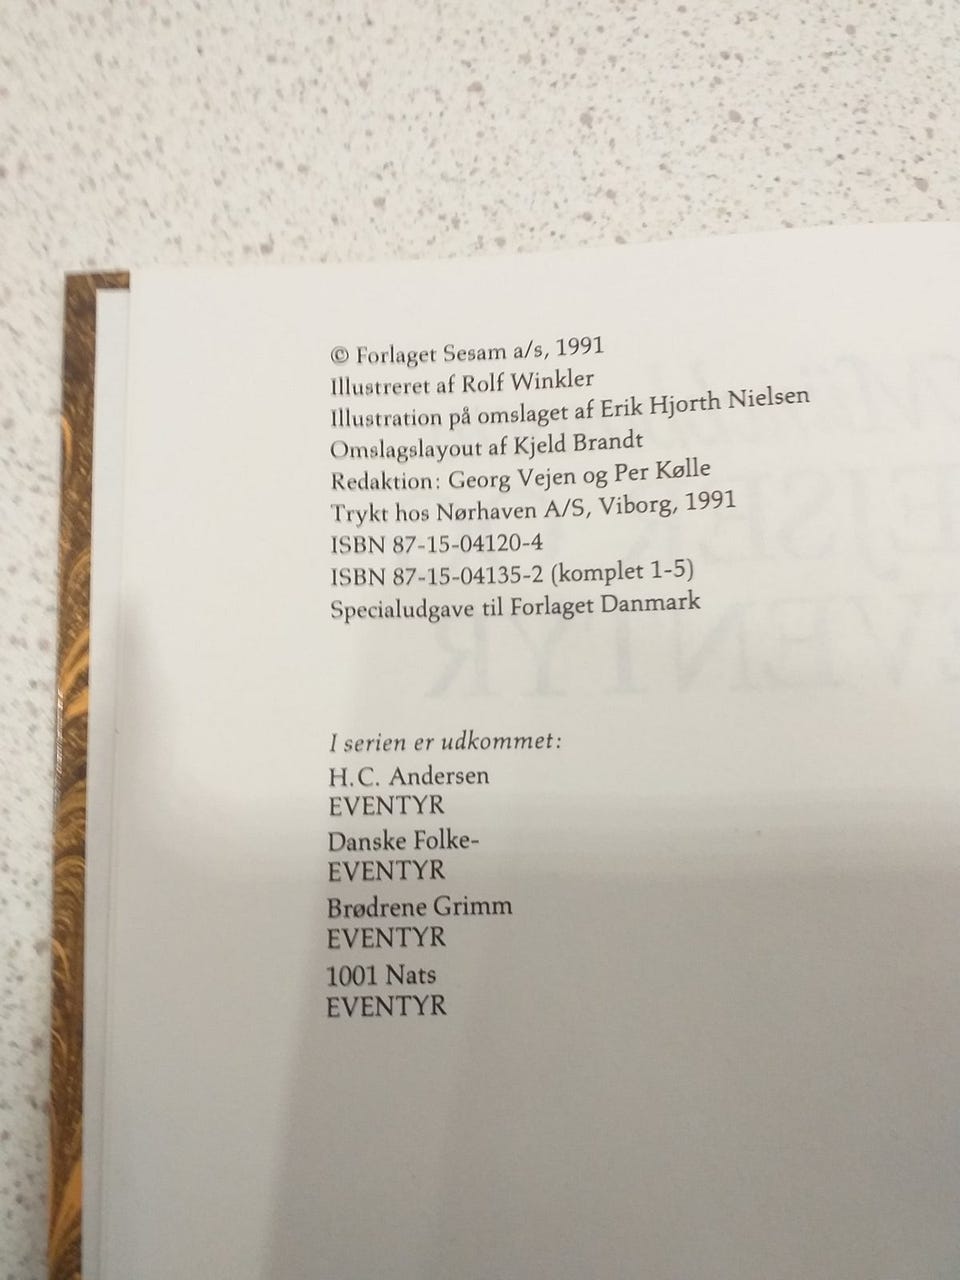 © Forlaget Sesam a/s, 1991
Illustreret af Rolf Winkler
Illustration på omslaget af Erik Hjorth Nielsen
Omslagslayout af Kjeld Brandt
Redaktion: Georg Vejen og Per Kølle
Trykt hos Nørhaven A/S, Viborg, 1991
ISBN 87-15-04120-4
ISBN 87-15-04135-2 (komplet 1-5)
Specialudgave til Forlaget Danmark
I serien er udkommet:
H.C. Andersen
EVENTYR
Danske Folke-
EVENTYR
Brødrene Grimm
EVENTYR
1001 Nats
EVENTYR